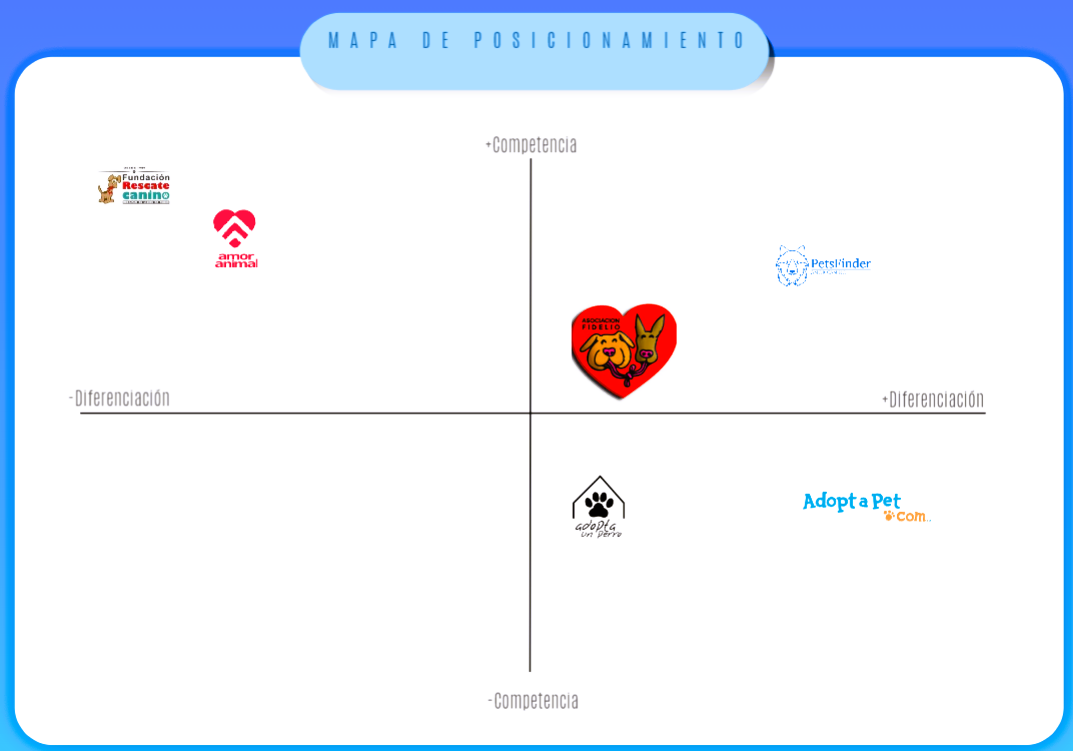 MAPA DE POSICIONAMIENTO
+Competencia
Fundación
Rescate
canino
amor
animal
PetsFinder
ASOCIACION
FIDELIO
-Diferenciación
+Diferenciación
adopta
un perro
Adopt a Pet
.com
-Competencia